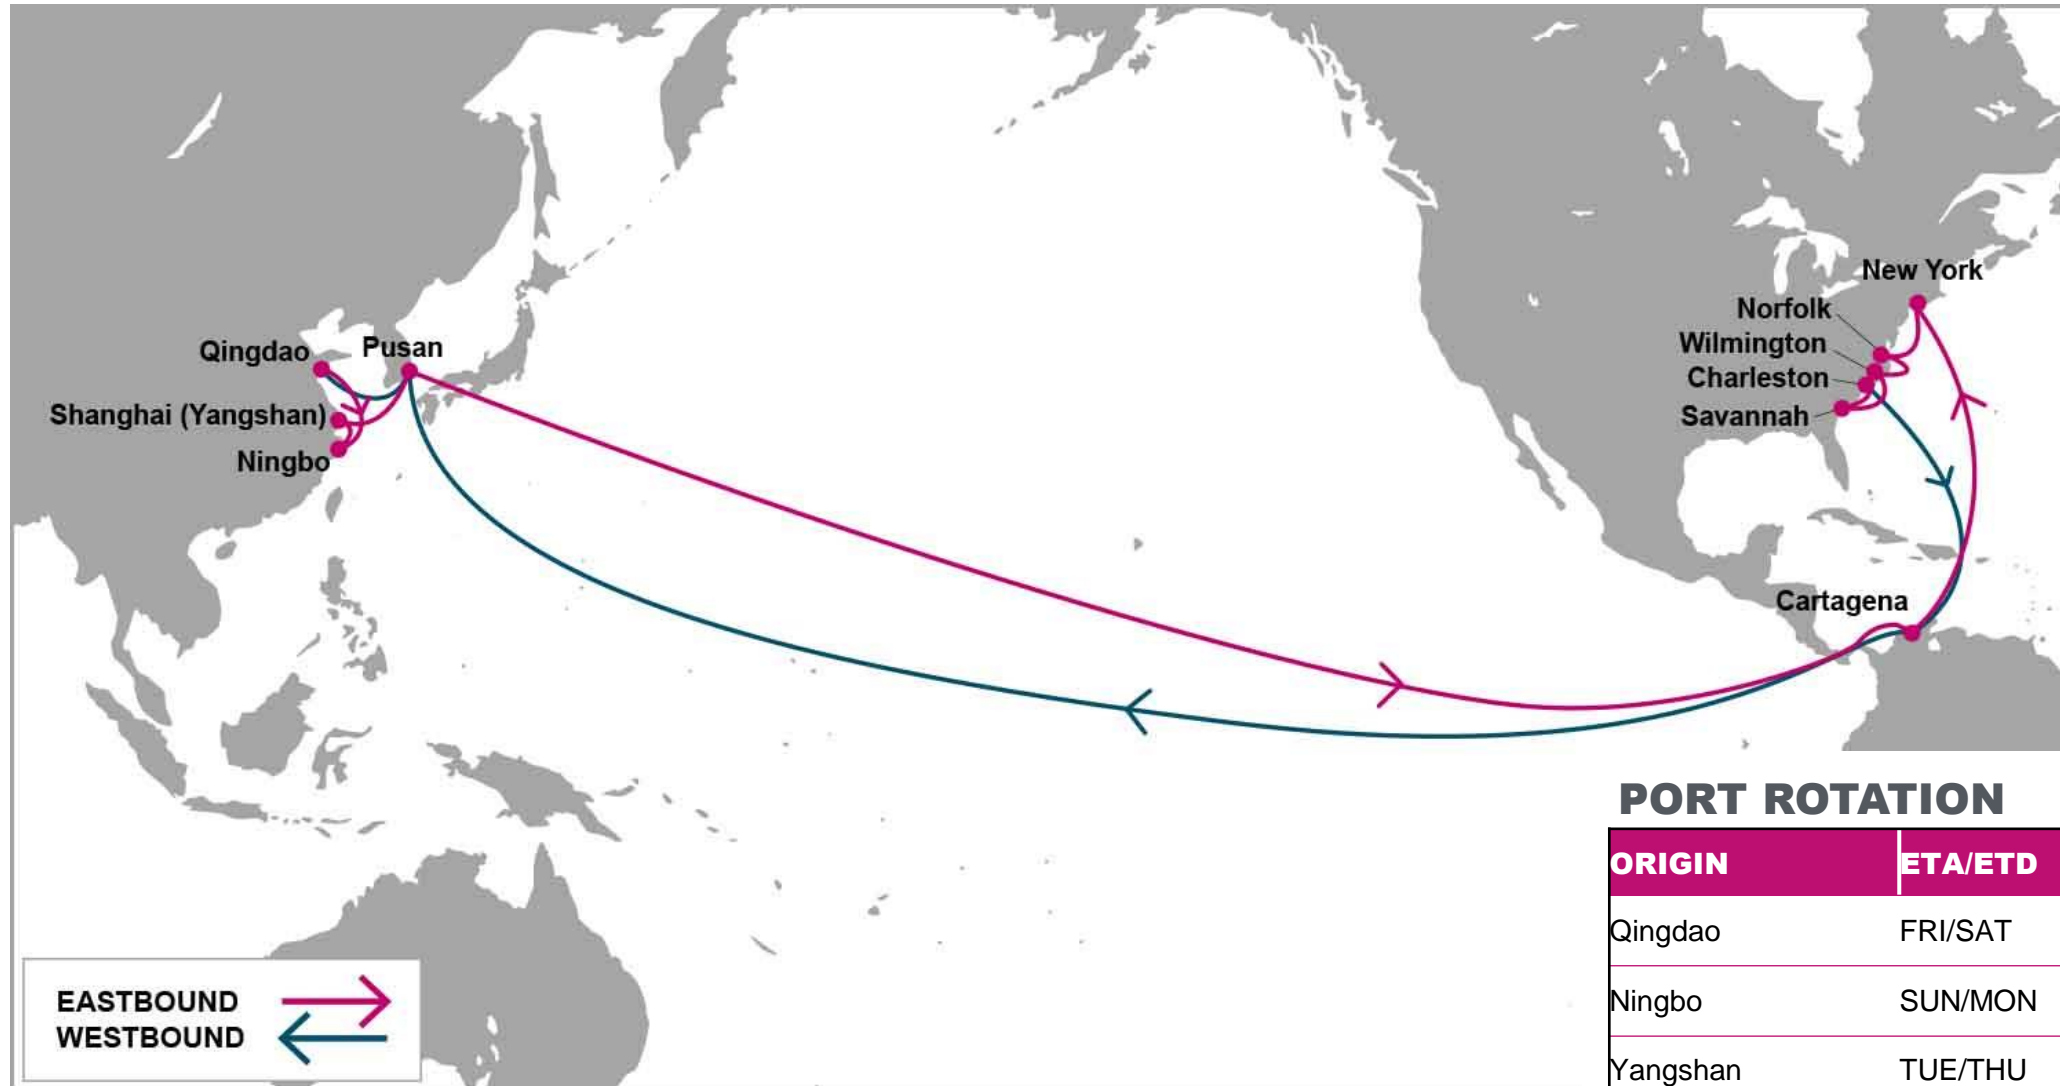 New York
Norfolk
Wilmington
Qingdao
Pusan
Charleston
Shanghai (Yangshan)
Savannah
Ningbo
Cartagena
PORT ROTATION
ORIGIN ETA/ETD
Qingdao FRI/SAT
Ningbo SUN/MON
Yangshan TUE/THU
EASTBOUND
WESTBOUND